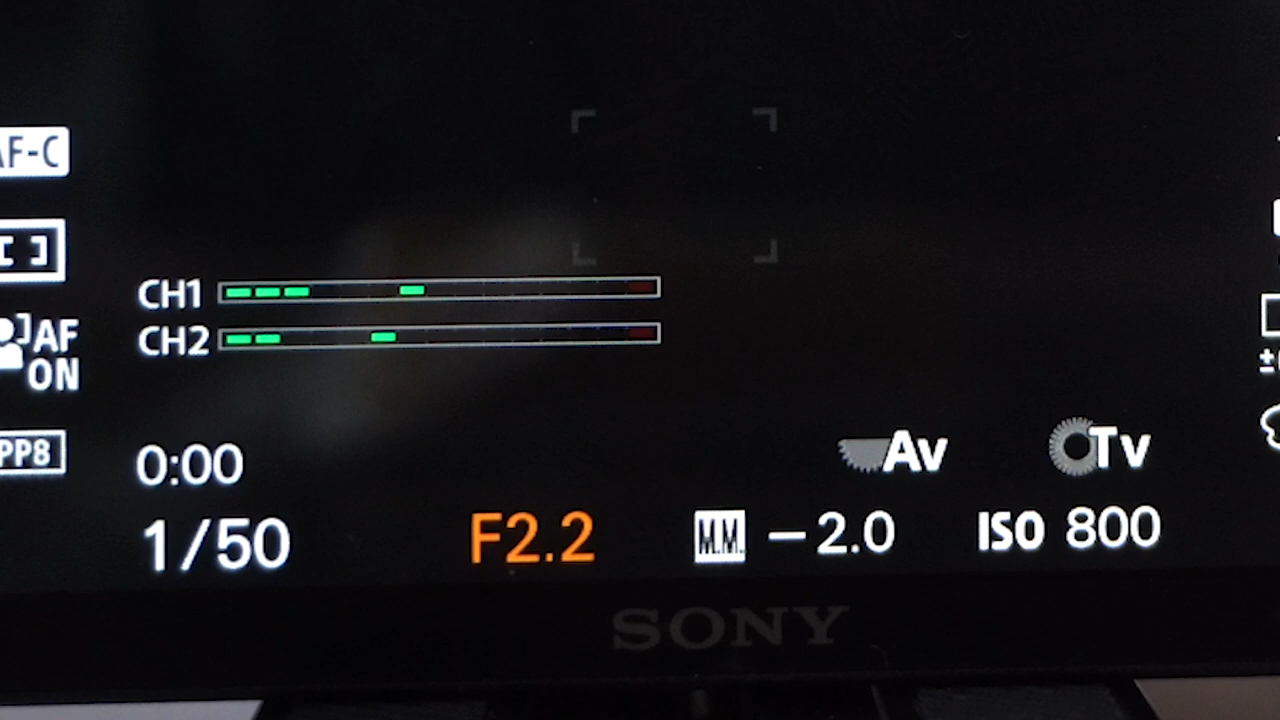 AF-C
CH1
CH2
AF
ON
PP8
0:00
Av
Tv
1/50
F2.2
M.M.
−2.0
ISO 800
SONY